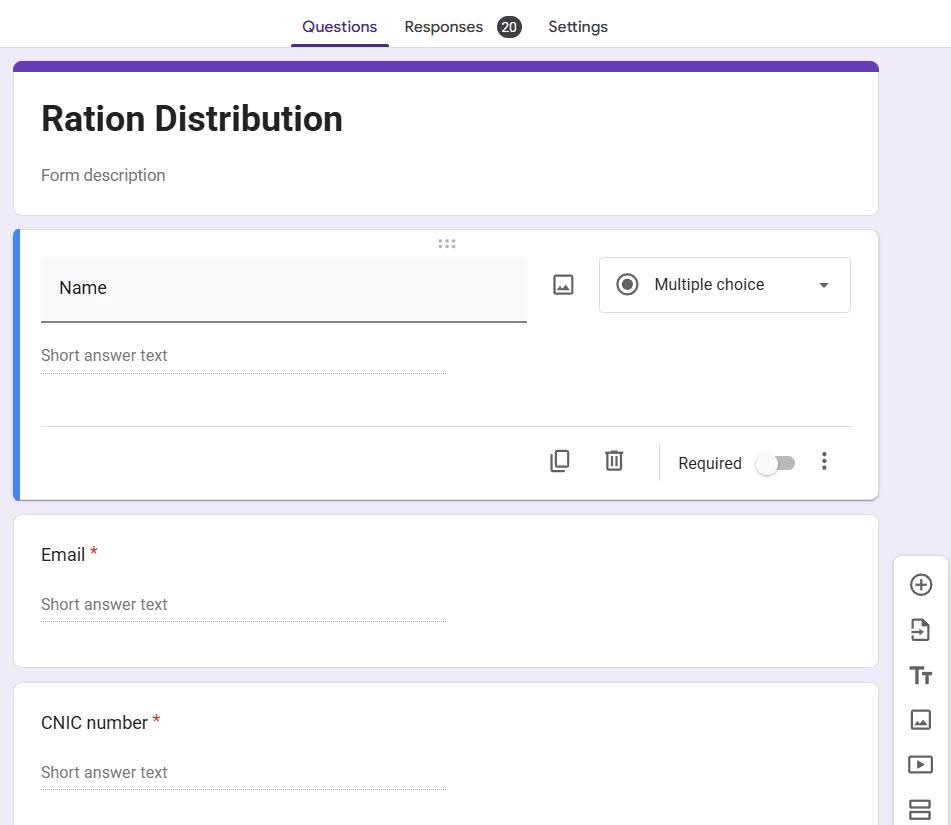 Questions Responses 20 Settings
Ration Distribution
Form description
Name
Multiple choice
Short answer text
Required
Email *
Short answer text
CNIC number *
Short answer text
Tт